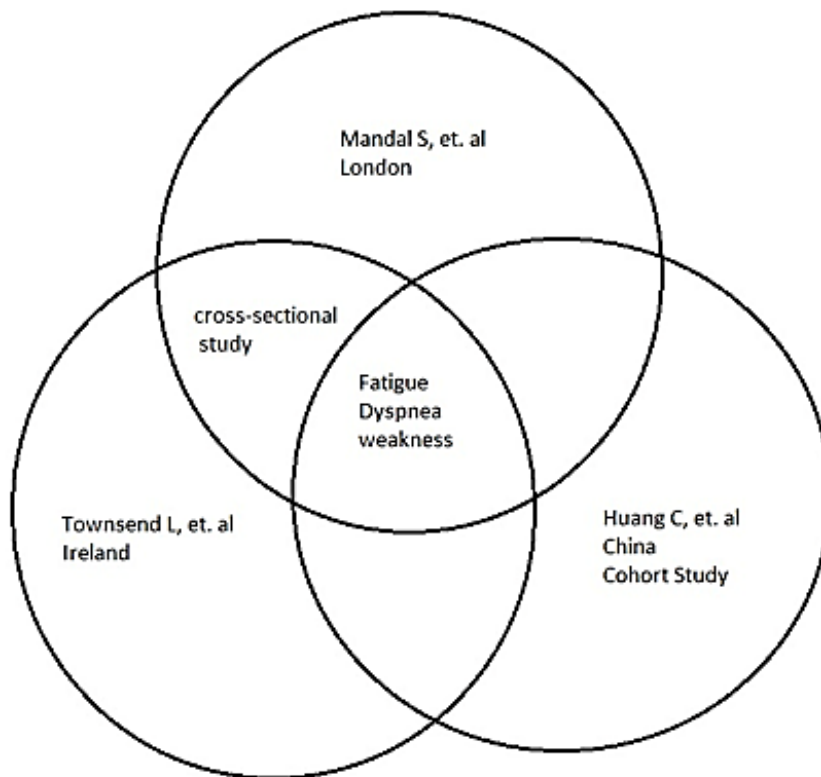 Mandal S, et. al
London
cross-sectional
study
Fatigue
Dyspnea
weakness
Townsend L, et. al
Ireland
Huang C, et. al
China
Cohort Study